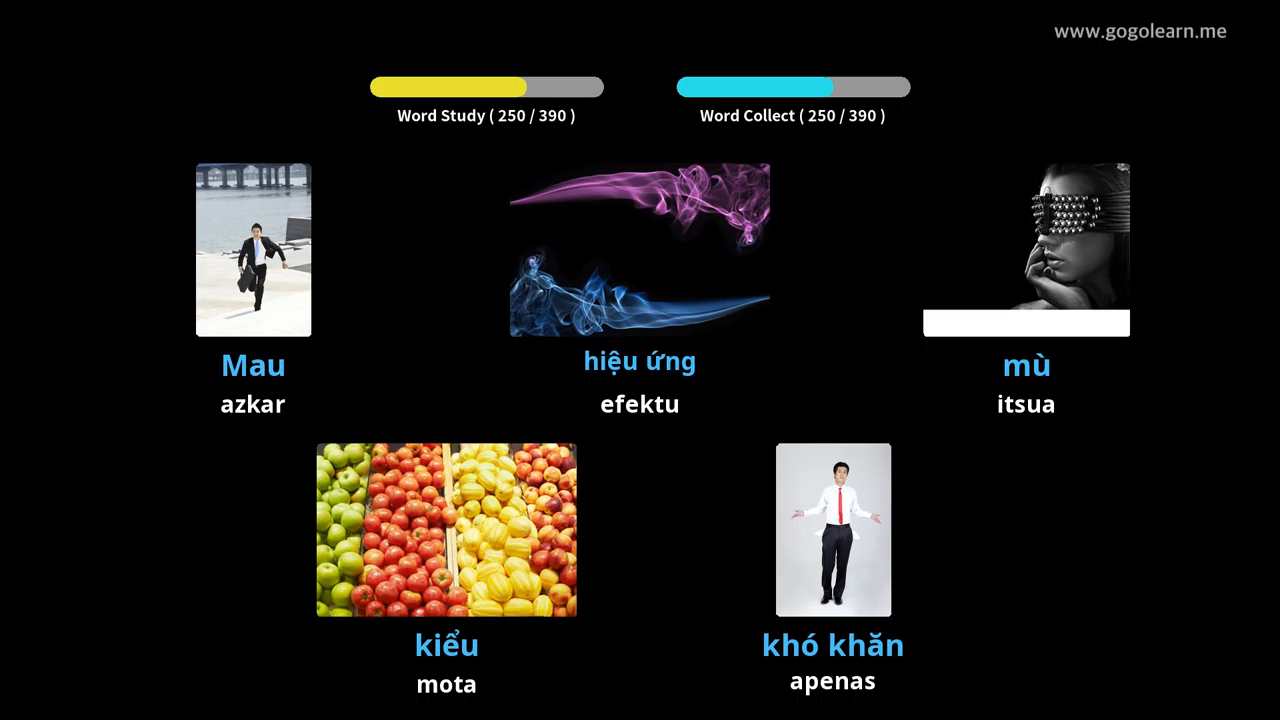 www.gogolearn.me
Word Study ( 250 / 390 )
Word Collect ( 250 / 390 )
Mau
azkar
hiệu ứng
efektu
mù
itsua
kiểu
mota
khó khăn
apenas